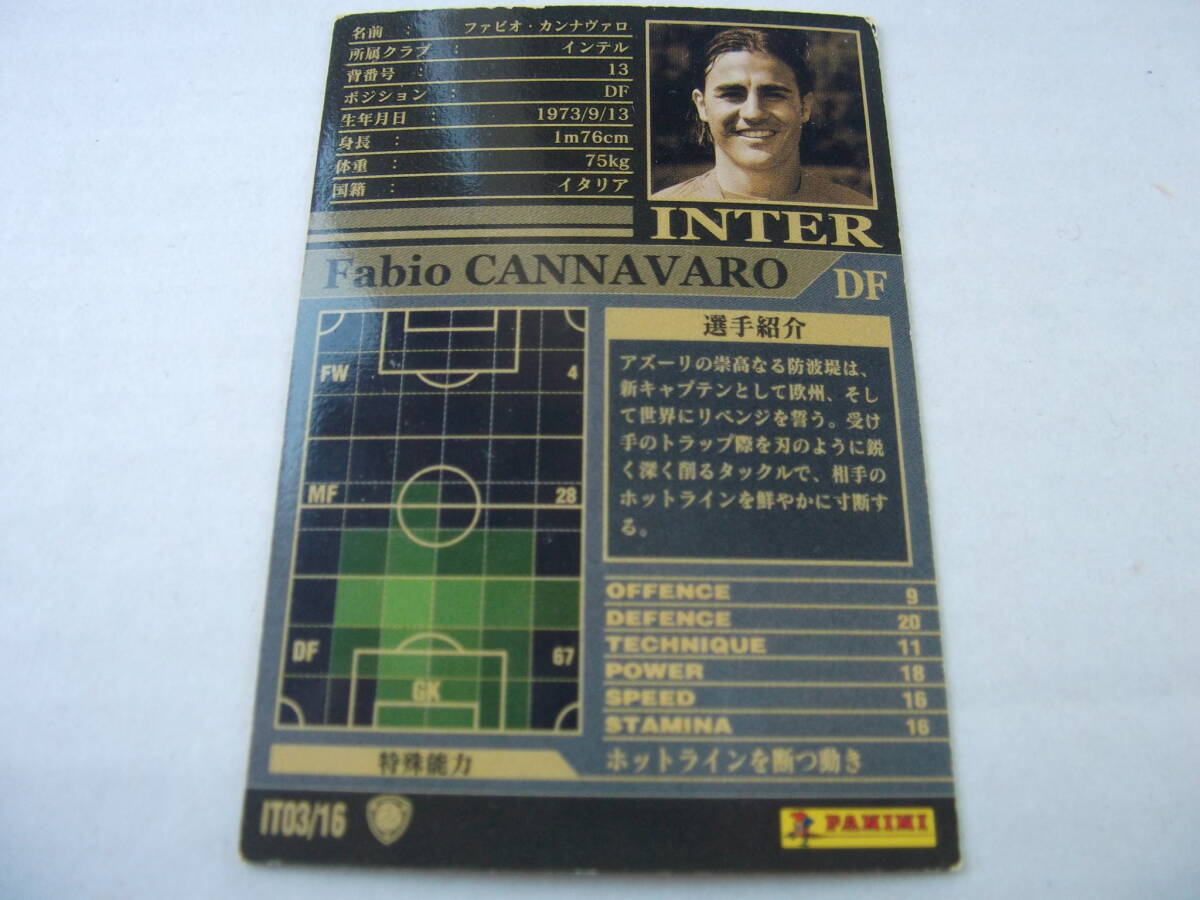 名前 : ファビオ・カンナヴァロ
所属クラブ : インテル
背番号 : 13
ポジション : DF
生年月日 : 1973/9/13
身長 : 1m76cm
体重 : 75kg
国籍 : イタリア
INTER
Fabio CANNAVARO DF
FW 4
MF 28
DF 67
GK
選手紹介
アズーリの崇高なる防波堤は、
新キャプテンとして欧州、そし
て世界にリベンジを誓う。受け
手のトラップ際を刃のように鋭
く深く削るタックルで、相手の
ホットラインを鮮やかに寸断す
る。
OFFENCE 9
DEFENCE 20
TECHNIQUE 11
POWER 18
SPEED 16
STAMINA 16
特殊能力 ホットラインを断つ動き
IT03/16
PANINI